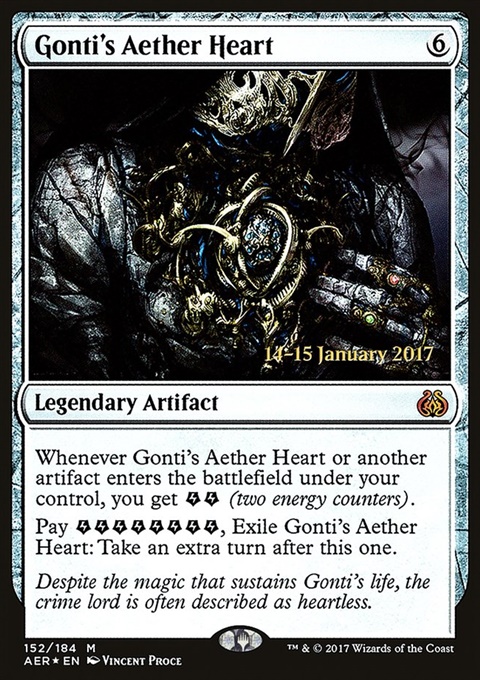 Gonti's Aether Heart 6
14-15 January 2017
Legendary Artifact
Whenever Gonti's Aether Heart or another
artifact enters the battlefield under your
control, you get (two energy counters).
Pay , Exile Gonti's Aether
Heart: Take an extra turn after this one.
Despite the magic that sustains Gonti's life, the
crime lord is often described as heartless.
152/184 M
AER★EN Vincent Proce
™ & © 2017 Wizards of the Coast